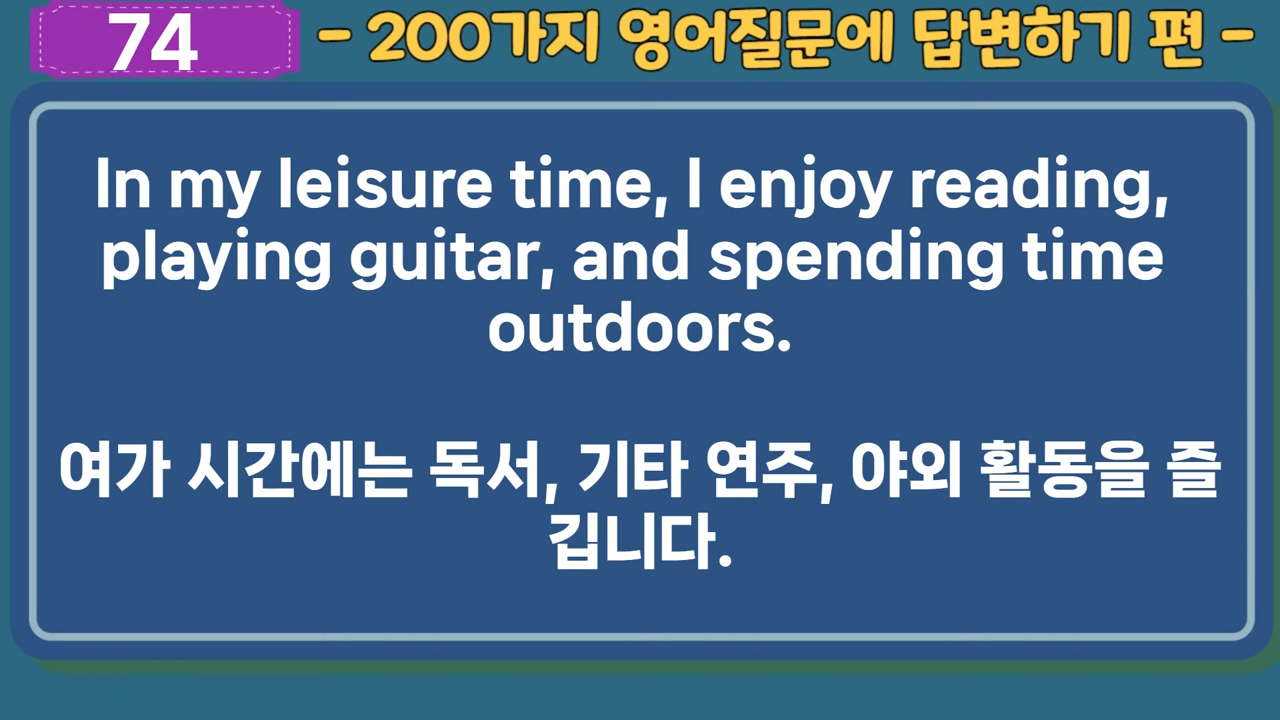 74
- 200가지 영어질문에 답변하기 편 -
In my leisure time, I enjoy reading,
playing guitar, and spending time
outdoors.
여가 시간에는 독서, 기타 연주, 야외 활동을 즐
깁니다.